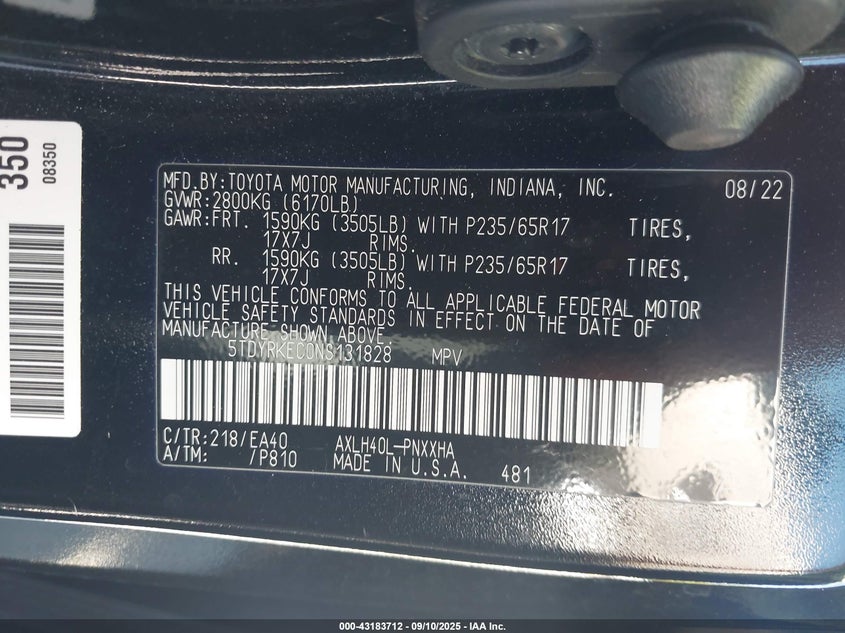 350
08350
MFD.BY:TOYOTA MOTOR MANUFACTURING, INDIANA, INC. 08/22
GVWR:2800KG (6170LB)
GAWR:FRT. 1590KG (3505LB) WITH P235/65R17 TIRES,
17X7J RIMS.
RR. 1590KG (3505LB) WITH P235/65R17 TIRES,
17X7J RIMS.
THIS VEHICLE CONFORMS TO ALL APPLICABLE FEDERAL MOTOR
VEHICLE SAFETY STANDARDS IN EFFECT ON THE DATE OF
MANUFACTURE SHOWN ABOVE.
5TDYRKEC0NS131828 MPV
C/TR:218/EA40 AXLH40L-PNXXHA
A/TM: /P810 MADE IN U.S.A. 481
000-43183712 - 09/10/2025 - IAA Inc.